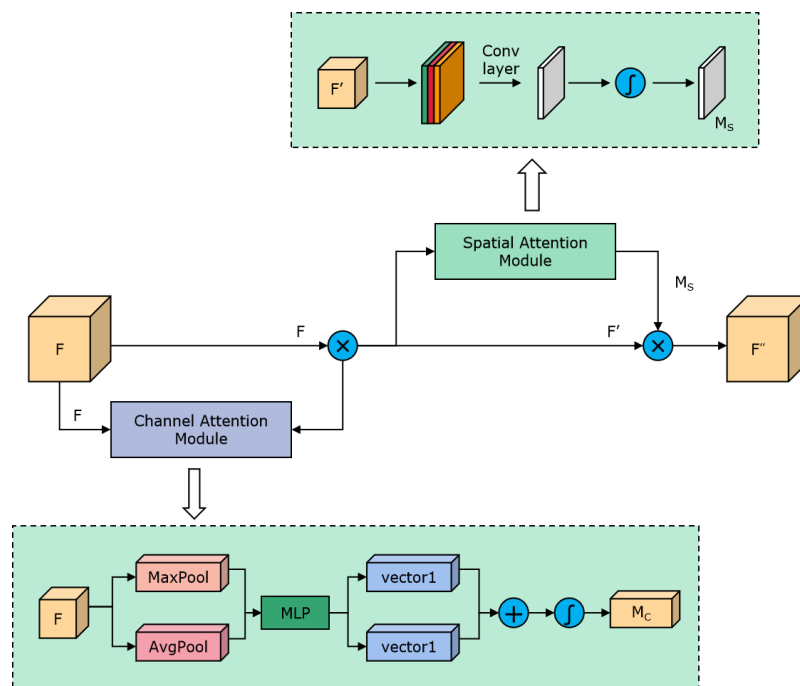 F′
Conv
layer
∫
M_S
Spatial Attention
Module
M_S
F
F
×
F′
×
F″
F
Channel Attention
Module
F
MaxPool
AvgPool
MLP
vector1
vector1
+
∫
M_C